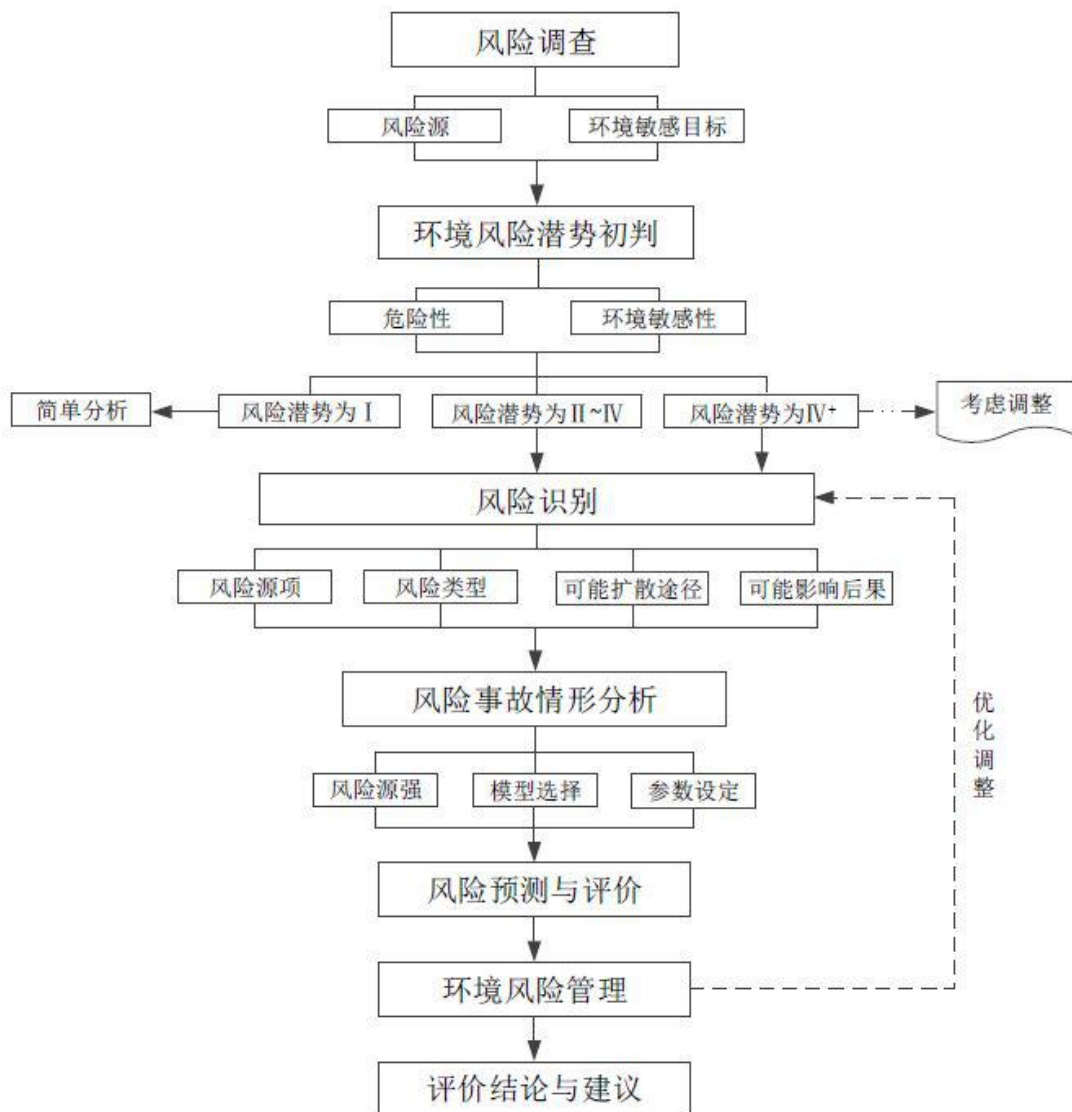 风险调查
风险源
环境敏感目标
环境风险潜势初判
危险性
环境敏感性
简单分析
风险潜势为Ⅰ
风险潜势为Ⅱ~Ⅳ
风险潜势为Ⅳ+
考虑调整
风险识别
风险源项
风险类型
可能扩散途径
可能影响后果
风险事故情形分析
优化调整
风险源强
模型选择
参数设定
风险预测与评价
环境风险管理
评价结论与建议